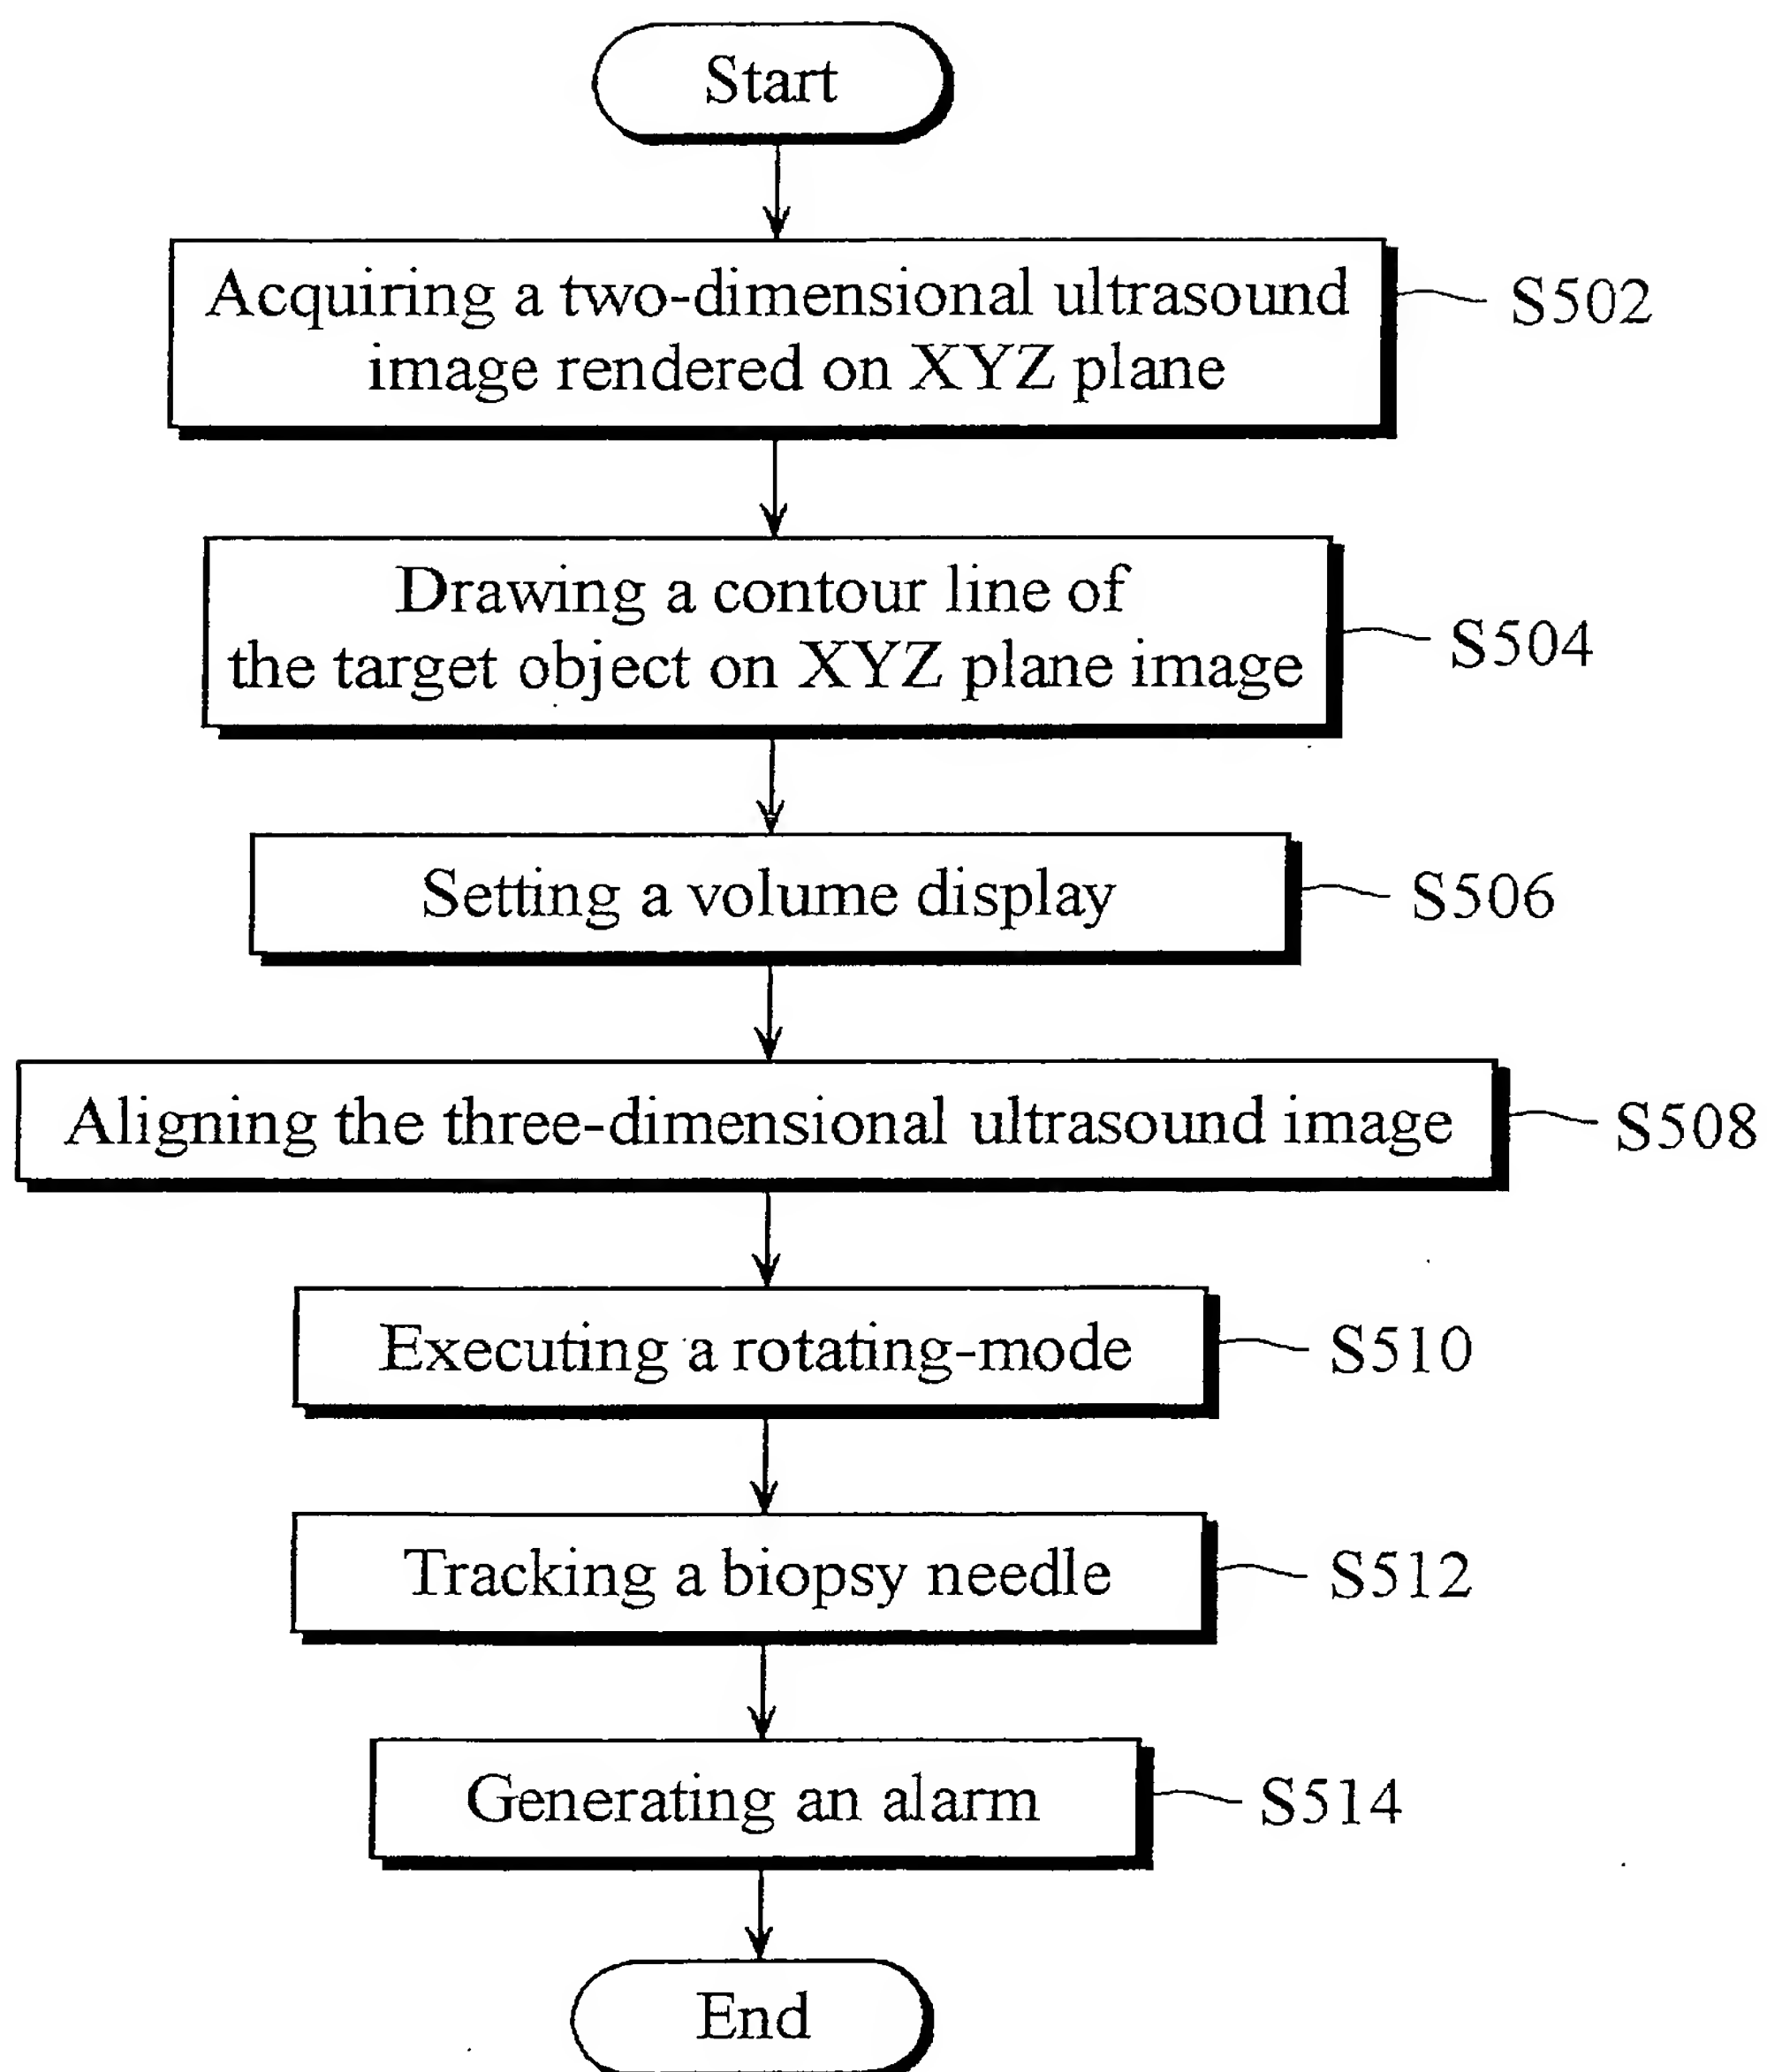 Start
Acquiring a two-dimensional ultrasound
image rendered on XYZ plane
S502
Drawing a contour line of
the target object on XYZ plane image
S504
Setting a volume display
S506
Aligning the three-dimensional ultrasound image
S508
Executing a rotating-mode
S510
Tracking a biopsy needle
S512
Generating an alarm
S514
End